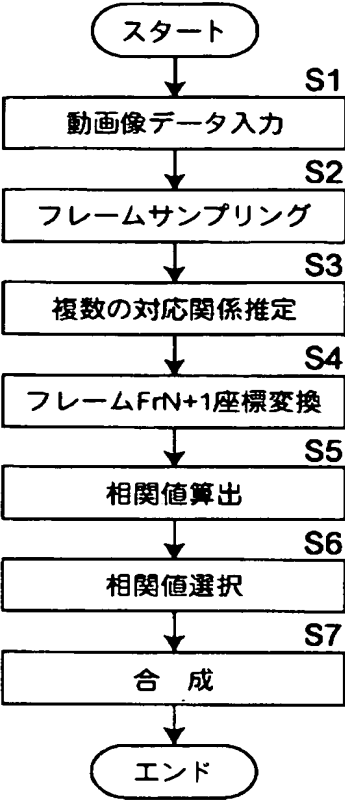 スタート
S1
動画像データ入力
S2
フレームサンプリング
S3
複数の対応関係推定
S4
フレームFrN+1座標変換
S5
相関値算出
S6
相関値選択
S7
合　成
エンド